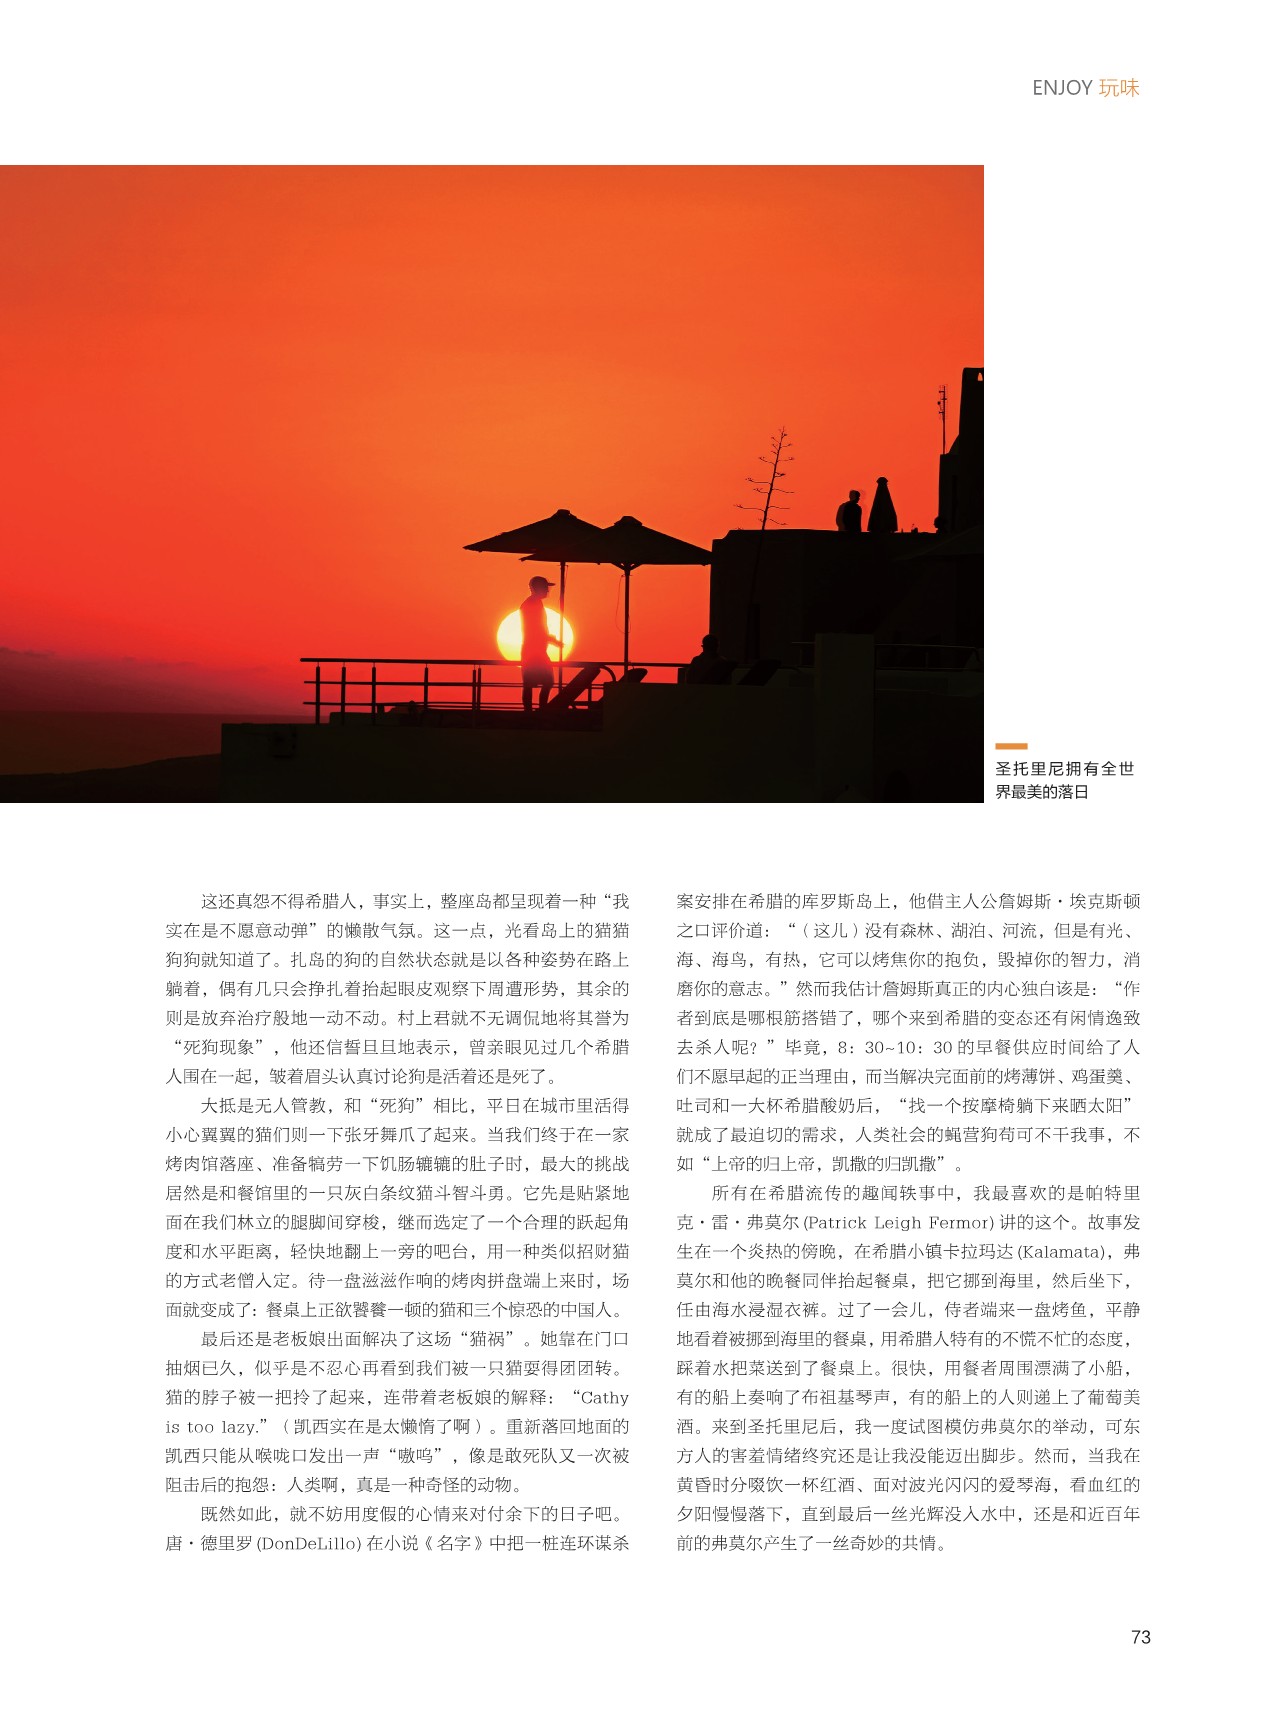 ENJOY 玩味
圣托里尼拥有全世
界最美的落日
这还真怨不得希腊人，事实上，整座岛都呈现着一种“我
实在是不愿意动弹”的懒散气氛。这一点，光看岛上的猫猫
狗狗就知道了。扎岛的狗的自然状态就是以各种姿势在路上
躺着，偶有几只会挣扎着抬起眼皮观察下周遭形势，其余的
则是放弃治疗般地一动不动。村上君就不无调侃地将其誉为
“死狗现象”，他还信誓旦旦地表示，曾亲眼见过几个希腊
人围在一起，皱着眉头认真讨论狗是活着还是死了。
大抵是无人管教，和“死狗”相比，平日在城市里活得
小心翼翼的猫们则一下张牙舞爪了起来。当我们终于在一家
烤肉馆落座、准备犒劳一下饥肠辘辘的肚子时，最大的挑战
居然是和餐馆里的一只灰白条纹猫斗智斗勇。它先是贴紧地
面在我们林立的腿脚间穿梭，继而选定了一个合理的跃起角
度和水平距离，轻快地翻上一旁的吧台，用一种类似招财猫
的方式老僧入定。待一盘滋滋作响的烤肉拼盘端上来时，场
面就变成了：餐桌上正欲饕餮一顿的猫和三个惊恐的中国人。
最后还是老板娘出面解决了这场“猫祸”。她靠在门口
抽烟已久，似乎是不忍心再看到我们被一只猫耍得团团转。
猫的脖子被一把拎了起来，连带着老板娘的解释：“Cathy
is too lazy.”（凯西实在是太懒惰了啊）。重新落回地面的
凯西只能从喉咙口发出一声“嗷呜”，像是敢死队又一次被
阻击后的抱怨：人类啊，真是一种奇怪的动物。
既然如此，就不妨用度假的心情来对付余下的日子吧。
唐·德里罗(DonDeLillo)在小说《名字》中把一桩连环谋杀
案安排在希腊的库罗斯岛上，他借主人公詹姆斯·埃克斯顿
之口评价道：“（这儿）没有森林、湖泊、河流，但是有光、
海、海鸟，有热，它可以烤焦你的抱负，毁掉你的智力，消
磨你的意志。”然而我估计詹姆斯真正的内心独白该是：“作
者到底是哪根筋搭错了，哪个来到希腊的变态还有闲情逸致
去杀人呢？”毕竟，8：30~10：30的早餐供应时间给了人
们不愿早起的正当理由，而当解决完面前的烤薄饼、鸡蛋羹、
吐司和一大杯希腊酸奶后，“找一个按摩椅躺下来晒太阳”
就成了最迫切的需求，人类社会的蝇营狗苟可不干我事，不
如“上帝的归上帝，凯撒的归凯撒”。
所有在希腊流传的趣闻轶事中，我最喜欢的是帕特里
克·雷·弗莫尔(Patrick Leigh Fermor)讲的这个。故事发
生在一个炎热的傍晚，在希腊小镇卡拉玛达(Kalamata)，弗
莫尔和他的晚餐同伴抬起餐桌，把它挪到海里，然后坐下，
任由海水浸湿衣裤。过了一会儿，侍者端来一盘烤鱼，平静
地看着被挪到海里的餐桌，用希腊人特有的不慌不忙的态度，
踩着水把菜送到了餐桌上。很快，用餐者周围漂满了小船，
有的船上奏响了布祖基琴声，有的船上的人则递上了葡萄美
酒。来到圣托里尼后，我一度试图模仿弗莫尔的举动，可东
方人的害羞情绪终究还是让我没能迈出脚步。然而，当我在
黄昏时分啜饮一杯红酒、面对波光闪闪的爱琴海，看血红的
夕阳慢慢落下，直到最后一丝光辉没入水中，还是和近百年
前的弗莫尔产生了一丝奇妙的共情。
73